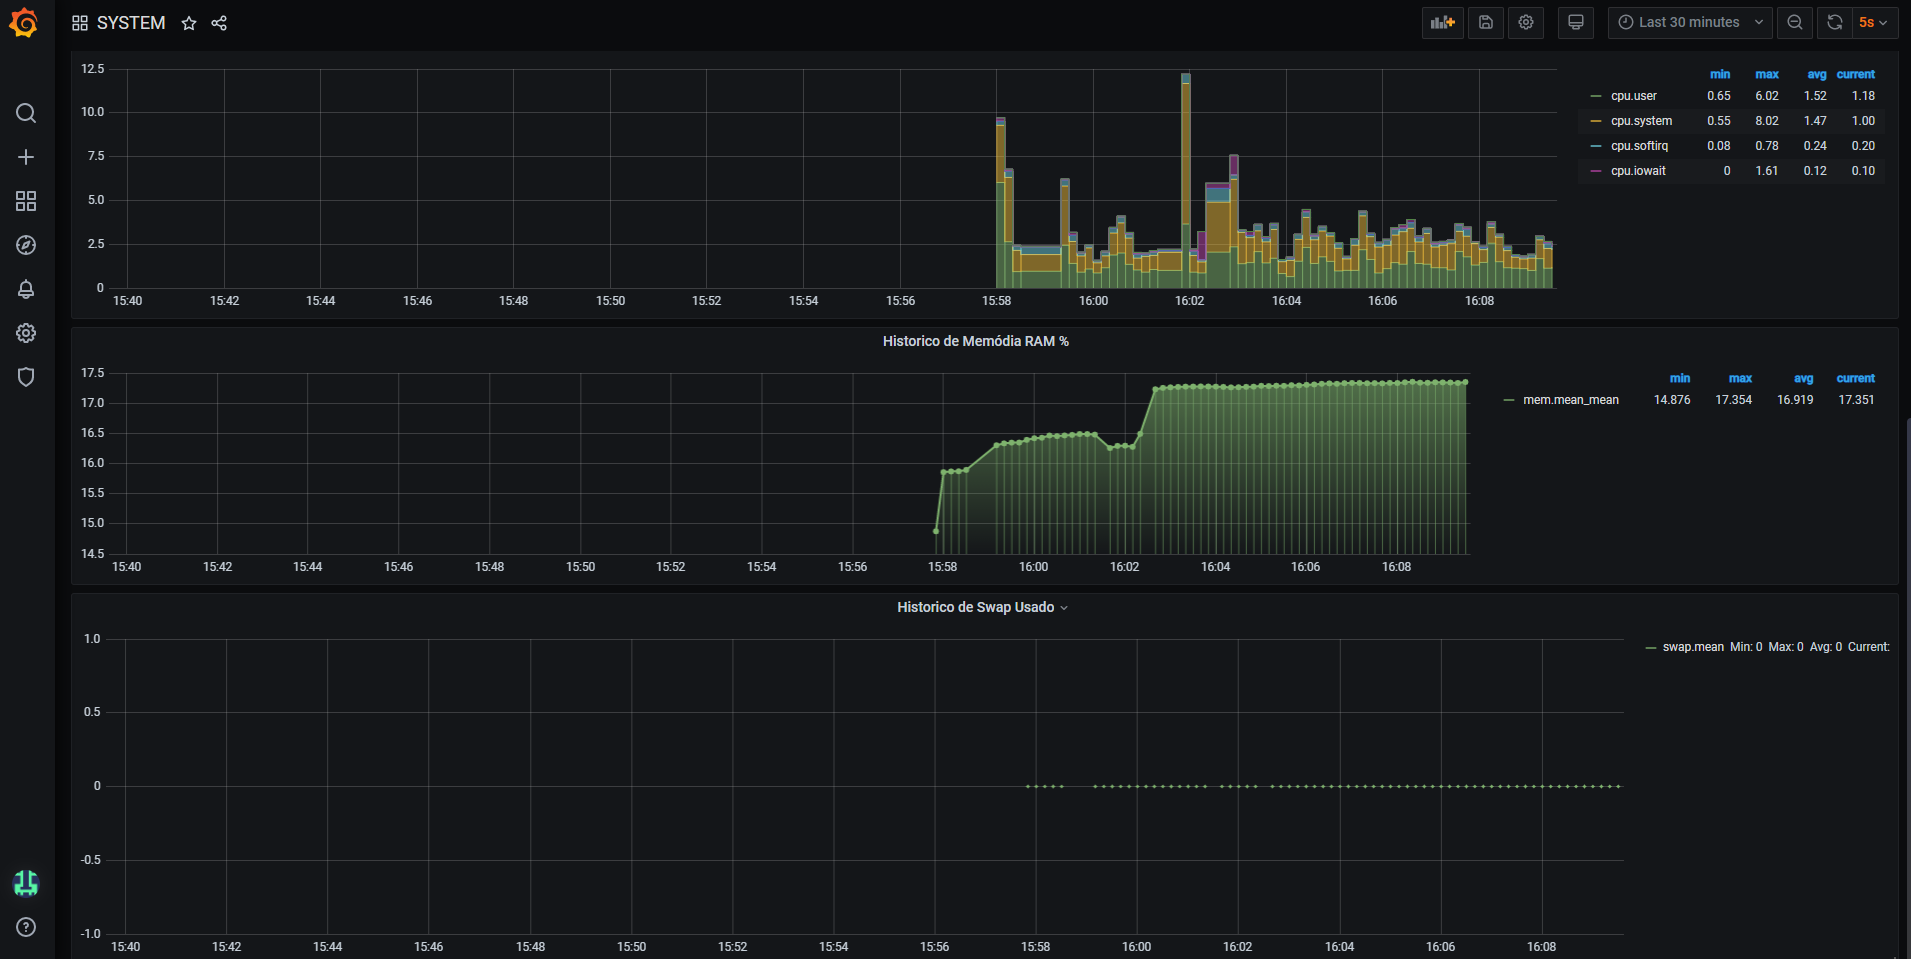 SYSTEM
Last 30 minutes
5s
12.5
10.0
7.5
5.0
2.5
0
15:40 15:42 15:44 15:46 15:48 15:50 15:52 15:54 15:56 15:58 16:00 16:02 16:04 16:06 16:08
min max avg current
cpu.user 0.65 6.02 1.52 1.18
cpu.system 0.55 8.02 1.47 1.00
cpu.softirq 0.08 0.78 0.24 0.20
cpu.iowait 0 1.61 0.12 0.10
Historico de Memódia RAM %
17.5
17.0
16.5
16.0
15.5
15.0
14.5
15:40 15:42 15:44 15:46 15:48 15:50 15:52 15:54 15:56 15:58 16:00 16:02 16:04 16:06 16:08
min max avg current
mem.mean_mean 14.876 17.354 16.919 17.351
Historico de Swap Usado
1.0
0.5
0
-0.5
-1.0
15:40 15:42 15:44 15:46 15:48 15:50 15:52 15:54 15:56 15:58 16:00 16:02 16:04 16:06 16:08
swap.mean Min: 0 Max: 0 Avg: 0 Current: